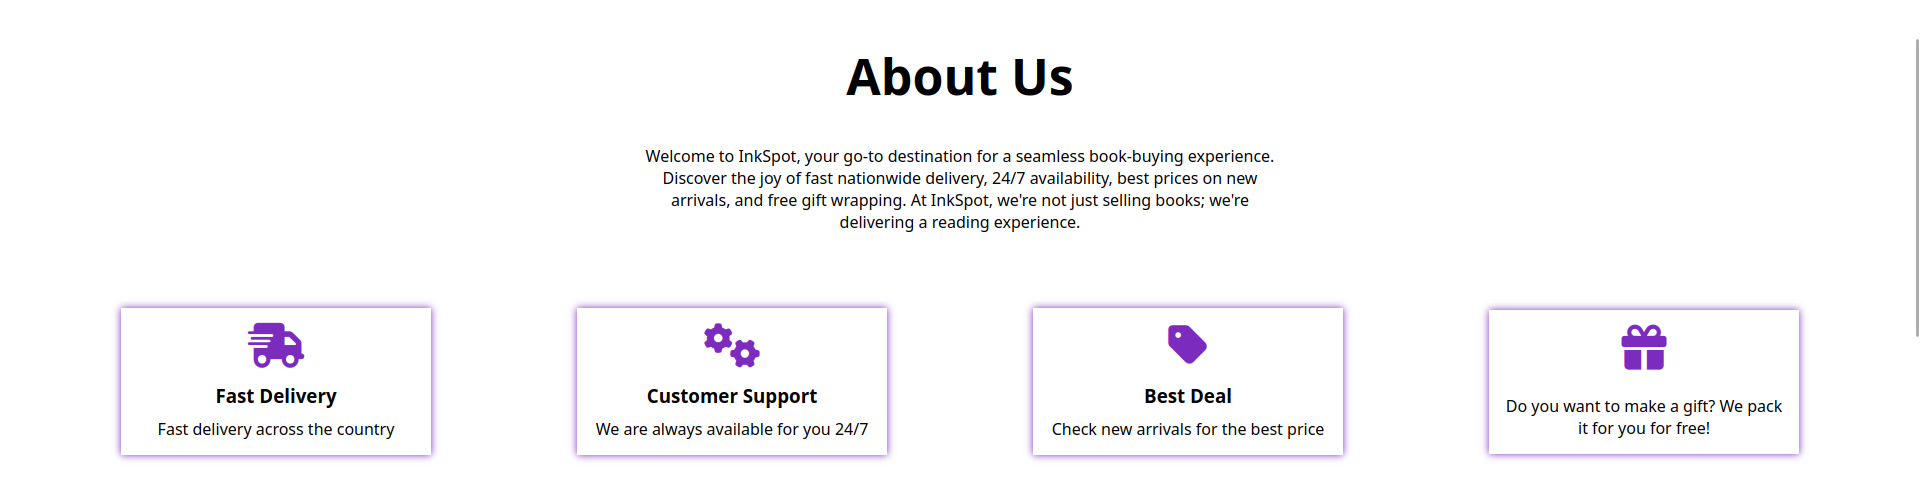 About Us
Welcome to InkSpot, your go-to destination for a seamless book-buying experience.
Discover the joy of fast nationwide delivery, 24/7 availability, best prices on new
arrivals, and free gift wrapping. At InkSpot, we're not just selling books; we're
delivering a reading experience.
Fast Delivery
Fast delivery across the country
Customer Support
We are always available for you 24/7
Best Deal
Check new arrivals for the best price
Do you want to make a gift? We pack
it for you for free!